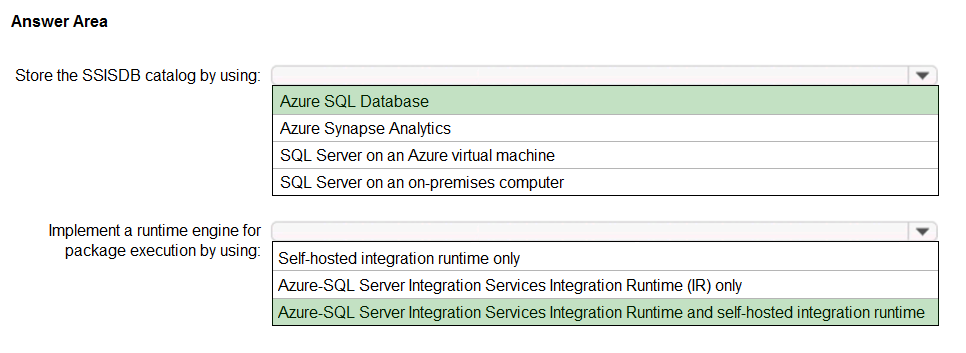 Answer Area
Store the SSISDB catalog by using:
Azure SQL Database
Azure Synapse Analytics
SQL Server on an Azure virtual machine
SQL Server on an on-premises computer
Implement a runtime engine for
package execution by using:
Self-hosted integration runtime only
Azure-SQL Server Integration Services Integration Runtime (IR) only
Azure-SQL Server Integration Services Integration Runtime and self-hosted integration runtime